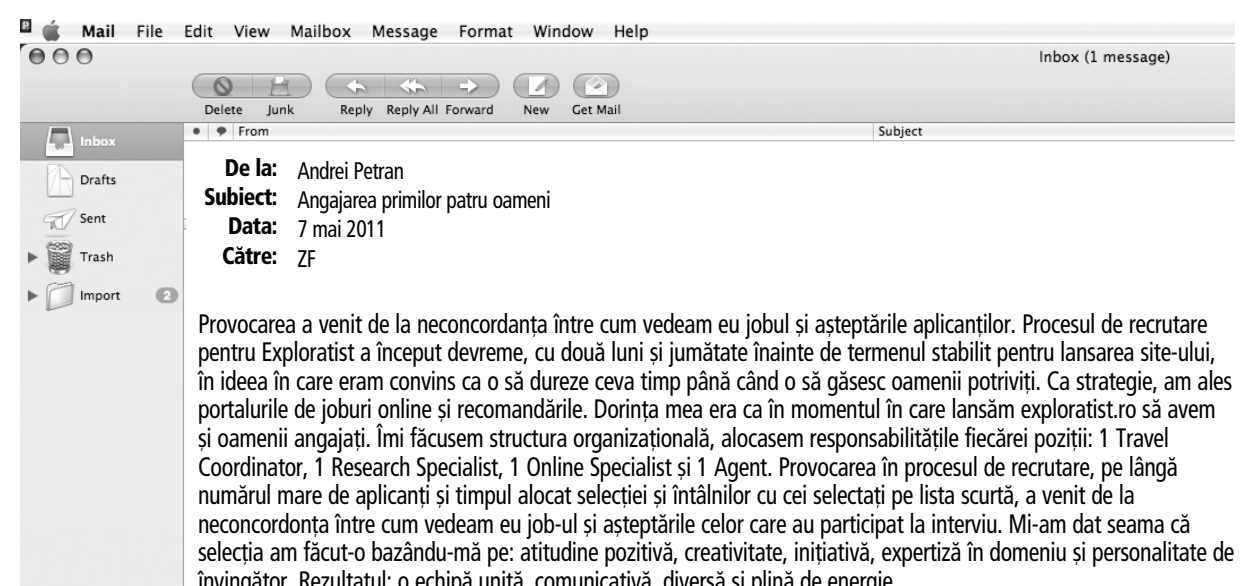 Mail File Edit View Mailbox Message Format Window Help
Inbox (1 message)
Delete Junk Reply Reply All Forward New Get Mail
From Subject
Inbox
Drafts
Sent
Trash
Import 2
De la: Andrei Petran
Subiect: Angajarea primilor patru oameni
Data: 7 mai 2011
Către: ZF
Provocarea a venit de la neconcordanța între cum vedeam eu jobul și așteptările aplicanților. Procesul de recrutare
pentru Exploratist a început devreme, cu două luni și jumătate înainte de termenul stabilit pentru lansarea site-ului,
în ideea în care eram convins ca o să dureze ceva timp până când o să găsesc oamenii potriviți. Ca strategie, am ales
portalurile de joburi online și recomandările. Dorința mea era ca în momentul în care lansăm exploratist.ro să avem
și oamenii angajați. Îmi făcusem structura organizațională, alocasem responsabilitățile fiecărei poziții: 1 Travel
Coordinator, 1 Research Specialist, 1 Online Specialist și 1 Agent. Provocarea în procesul de recrutare, pe lângă
numărul mare de aplicanți și timpul alocat selecției și întâlnilor cu cei selectați pe lista scurtă, a venit de la
neconcordonța între cum vedeam eu job-ul și așteptările celor care au participat la interviu. Mi-am dat seama că
selecția am făcut-o bazându-mă pe: atitudine pozitivă, creativitate, inițiativă, expertiză în domeniu și personalitate de
învingător. Rezultatul: o echipă unită, comunicativă, diversă și plină de energie.